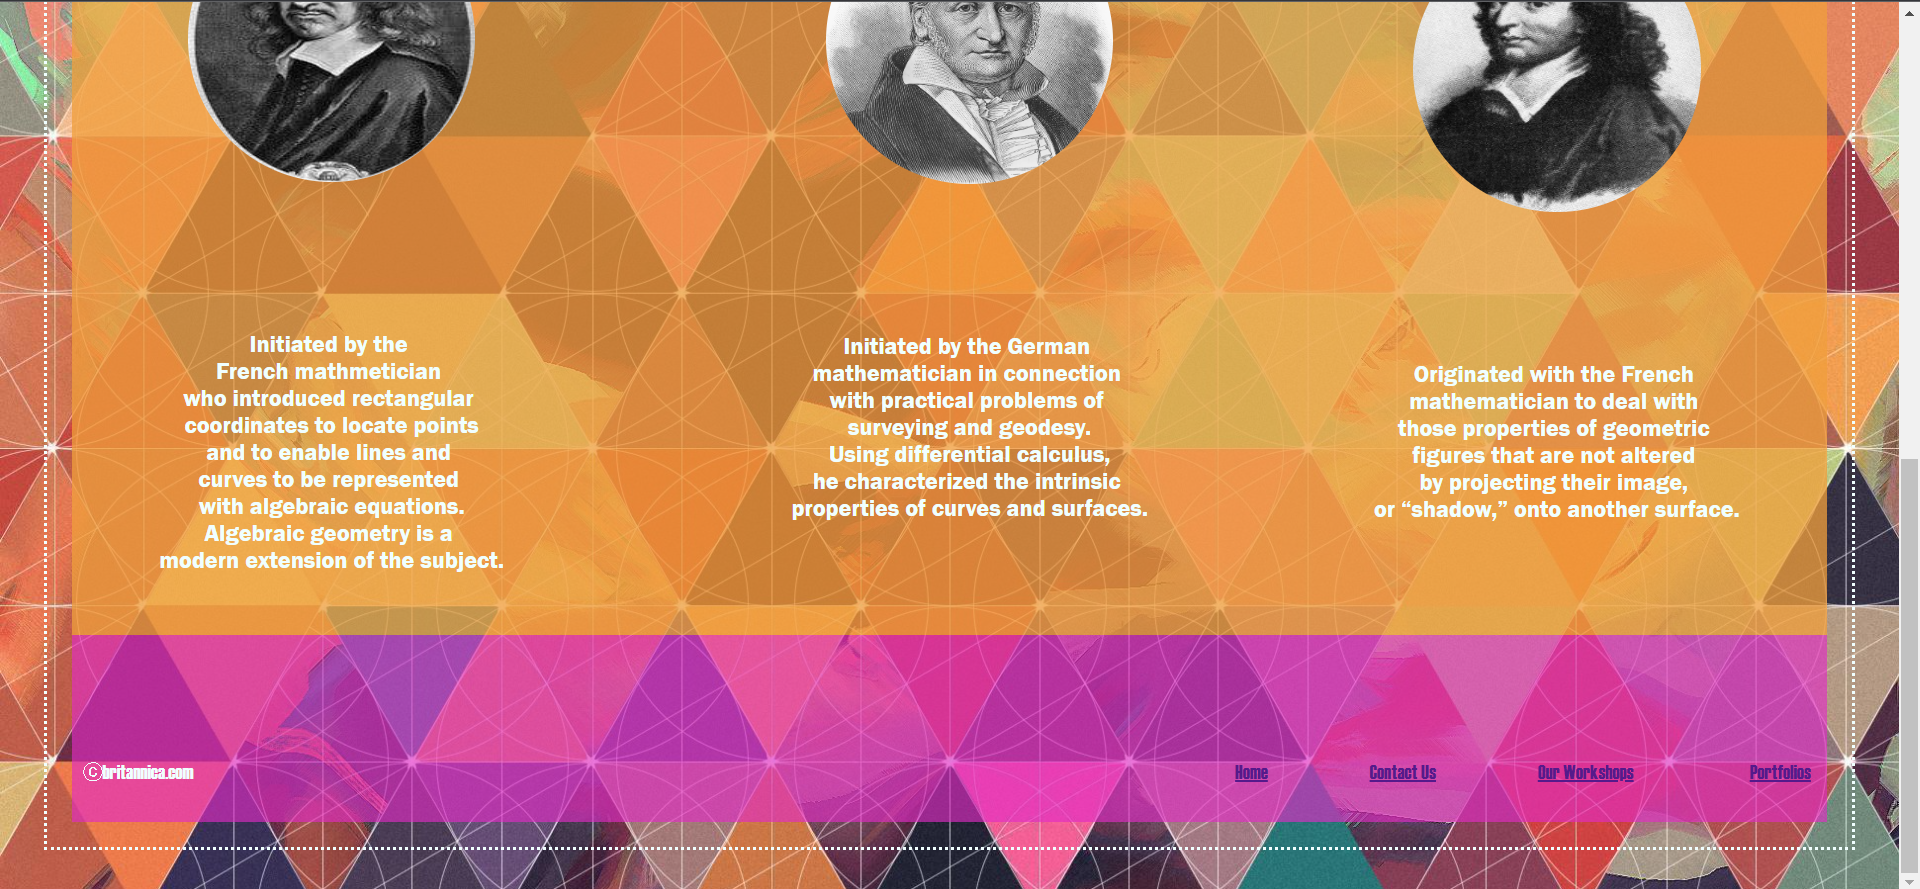 Initiated by the
French mathmetician
who introduced rectangular
coordinates to locate points
and to enable lines and
curves to be represented
with algebraic equations.
Algebraic geometry is a
modern extension of the subject.
Initiated by the German
mathematician in connection
with practical problems of
surveying and geodesy.
Using differential calculus,
he characterized the intrinsic
properties of curves and surfaces.
Originated with the French
mathematician to deal with
those properties of geometric
figures that are not altered
by projecting their image,
or “shadow,” onto another surface.
©britannica.com
Home
Contact Us
Our Workshops
Portfolios